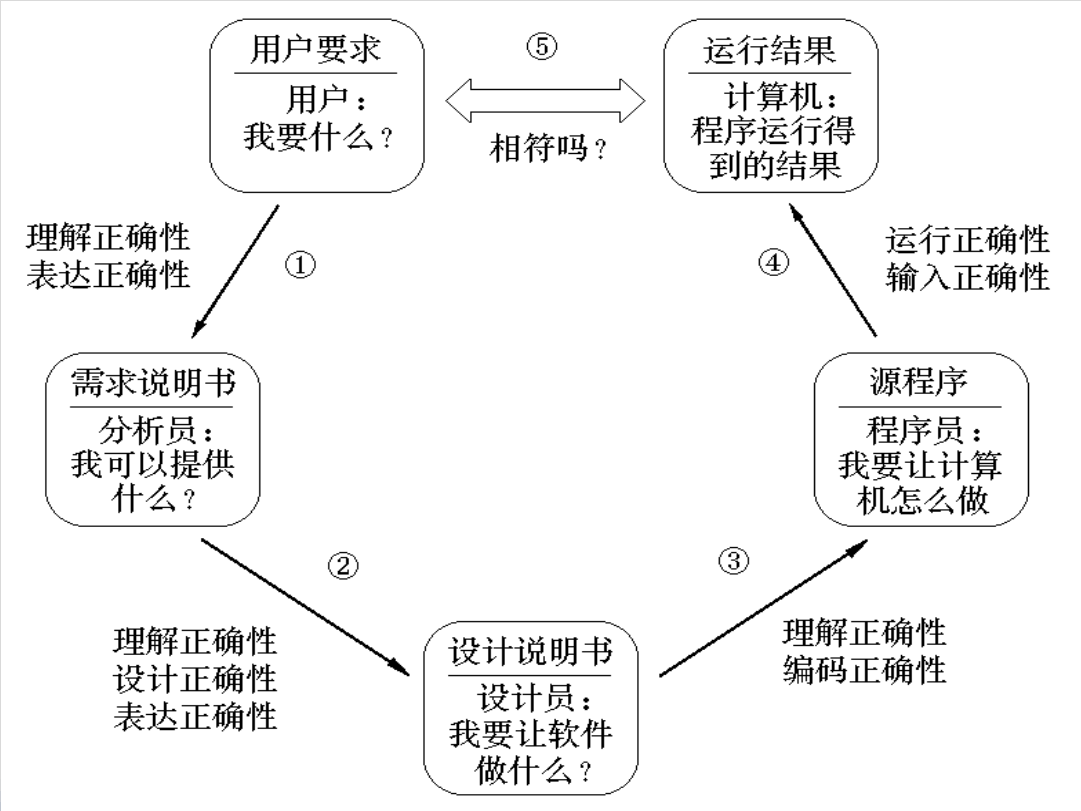 用户要求
用户：
我要什么？
⑤
相符吗？
运行结果
计算机：
程序运行得
到的结果
理解正确性
表达正确性
①
④
运行正确性
输入正确性
需求说明书
分析员：
我可以提供
什么？
源程序
程序员：
我要让计算
机怎么做
②
③
理解正确性
设计正确性
表达正确性
设计说明书
设计员：
我要让软件
做什么？
理解正确性
编码正确性